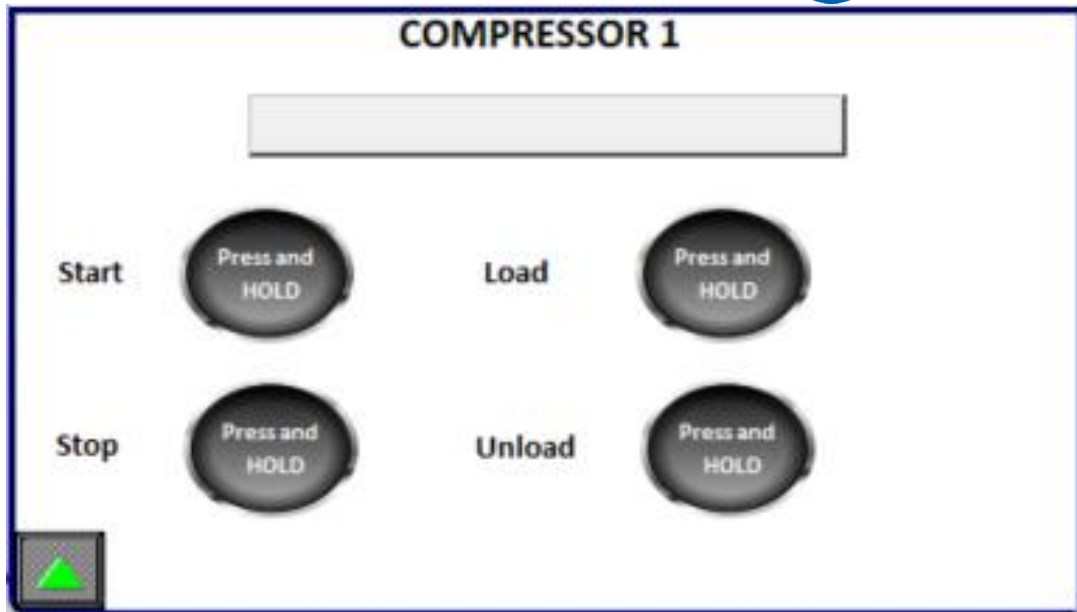 COMPRESSOR 1
Start
Press and
HOLD
Load
Press and
HOLD
Stop
Press and
HOLD
Unload
Press and
HOLD